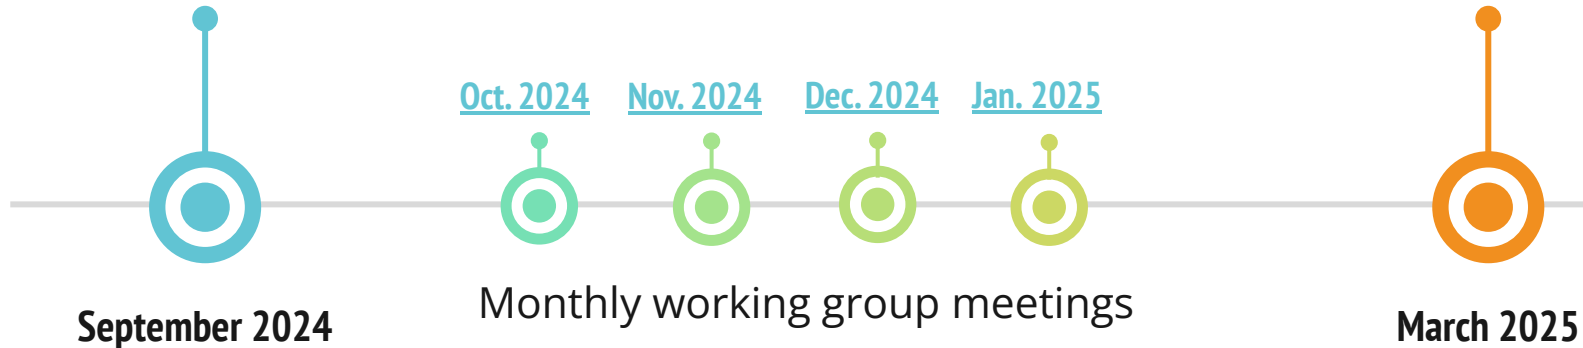 Oct. 2024 Nov. 2024 Dec. 2024 Jan. 2025
Monthly working group meetings
September 2024
March 2025